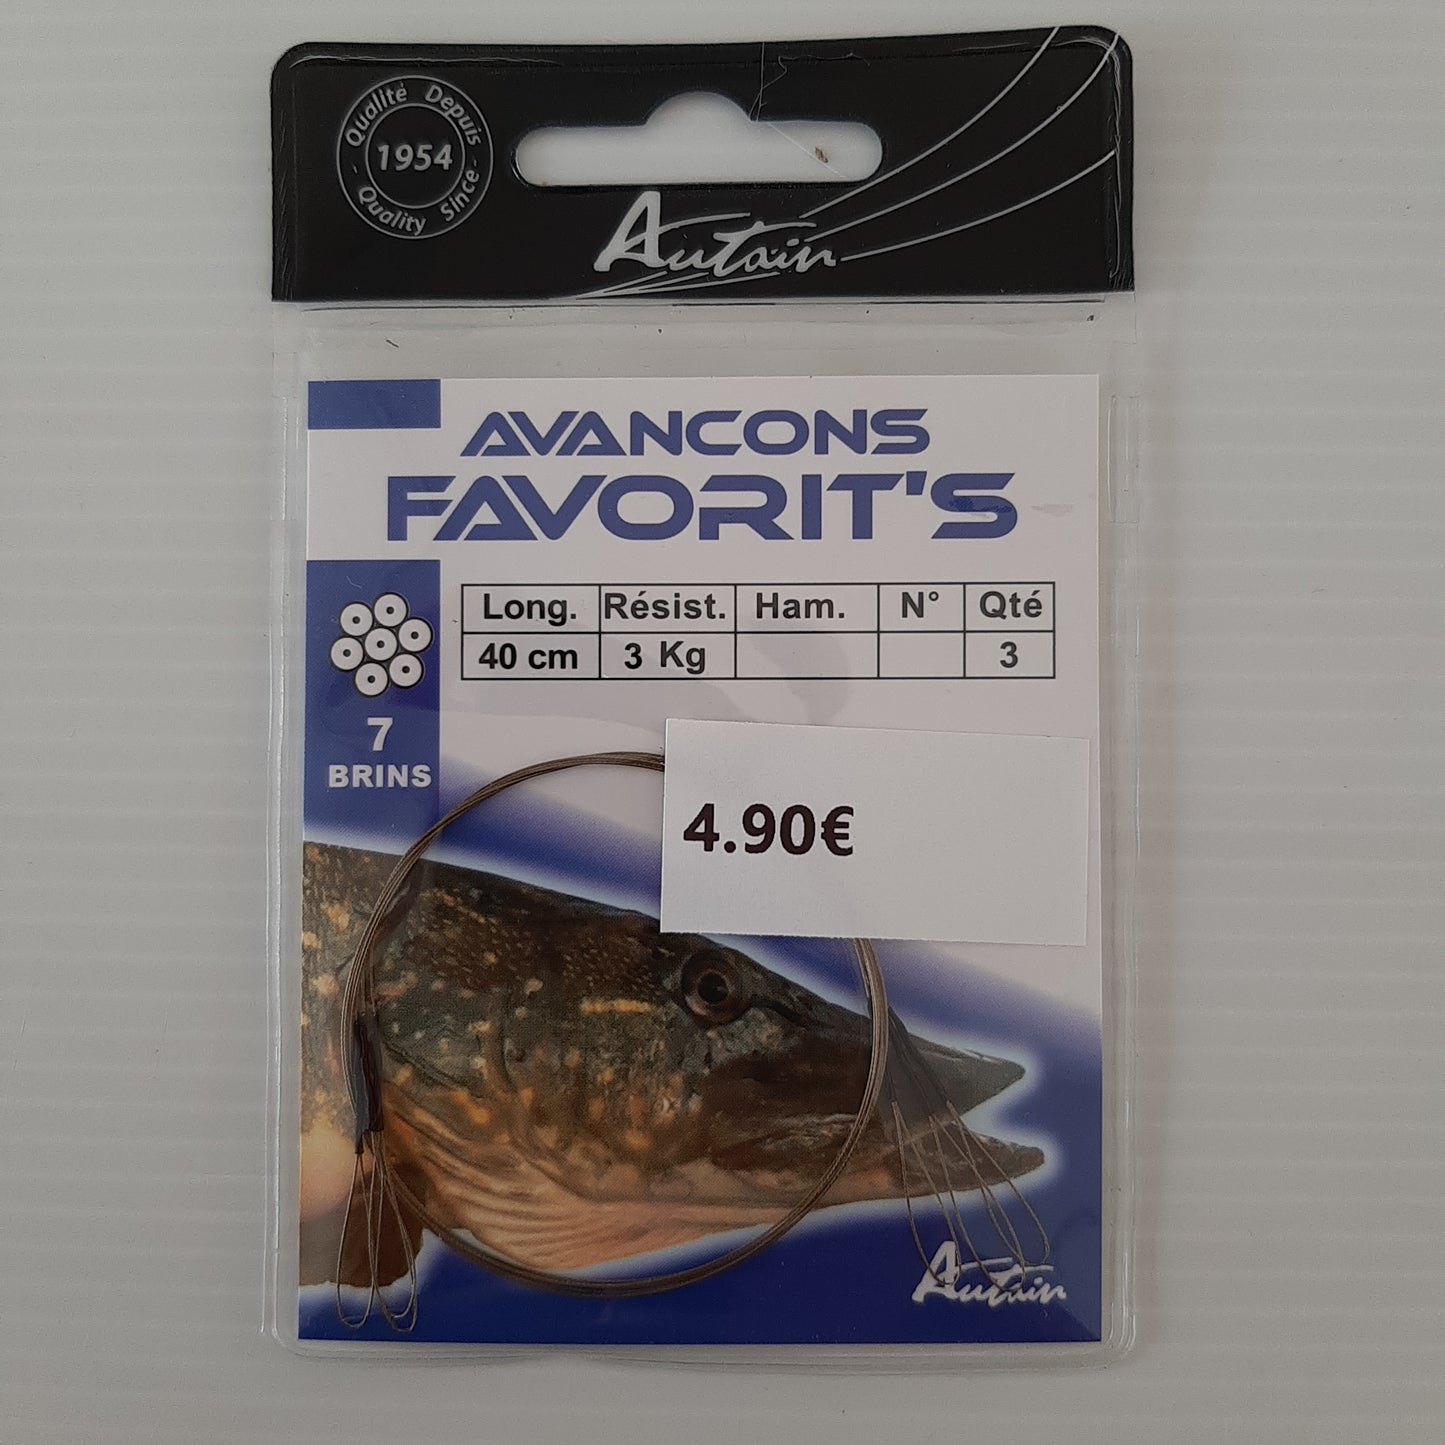 Qualité Depuis
1954
Quality Since
Autain
AVANCONS
FAVORIT'S
Long. Résist. Ham. N° Qté
40 cm 3 Kg 3
7
BRINS
4.90€
Autain